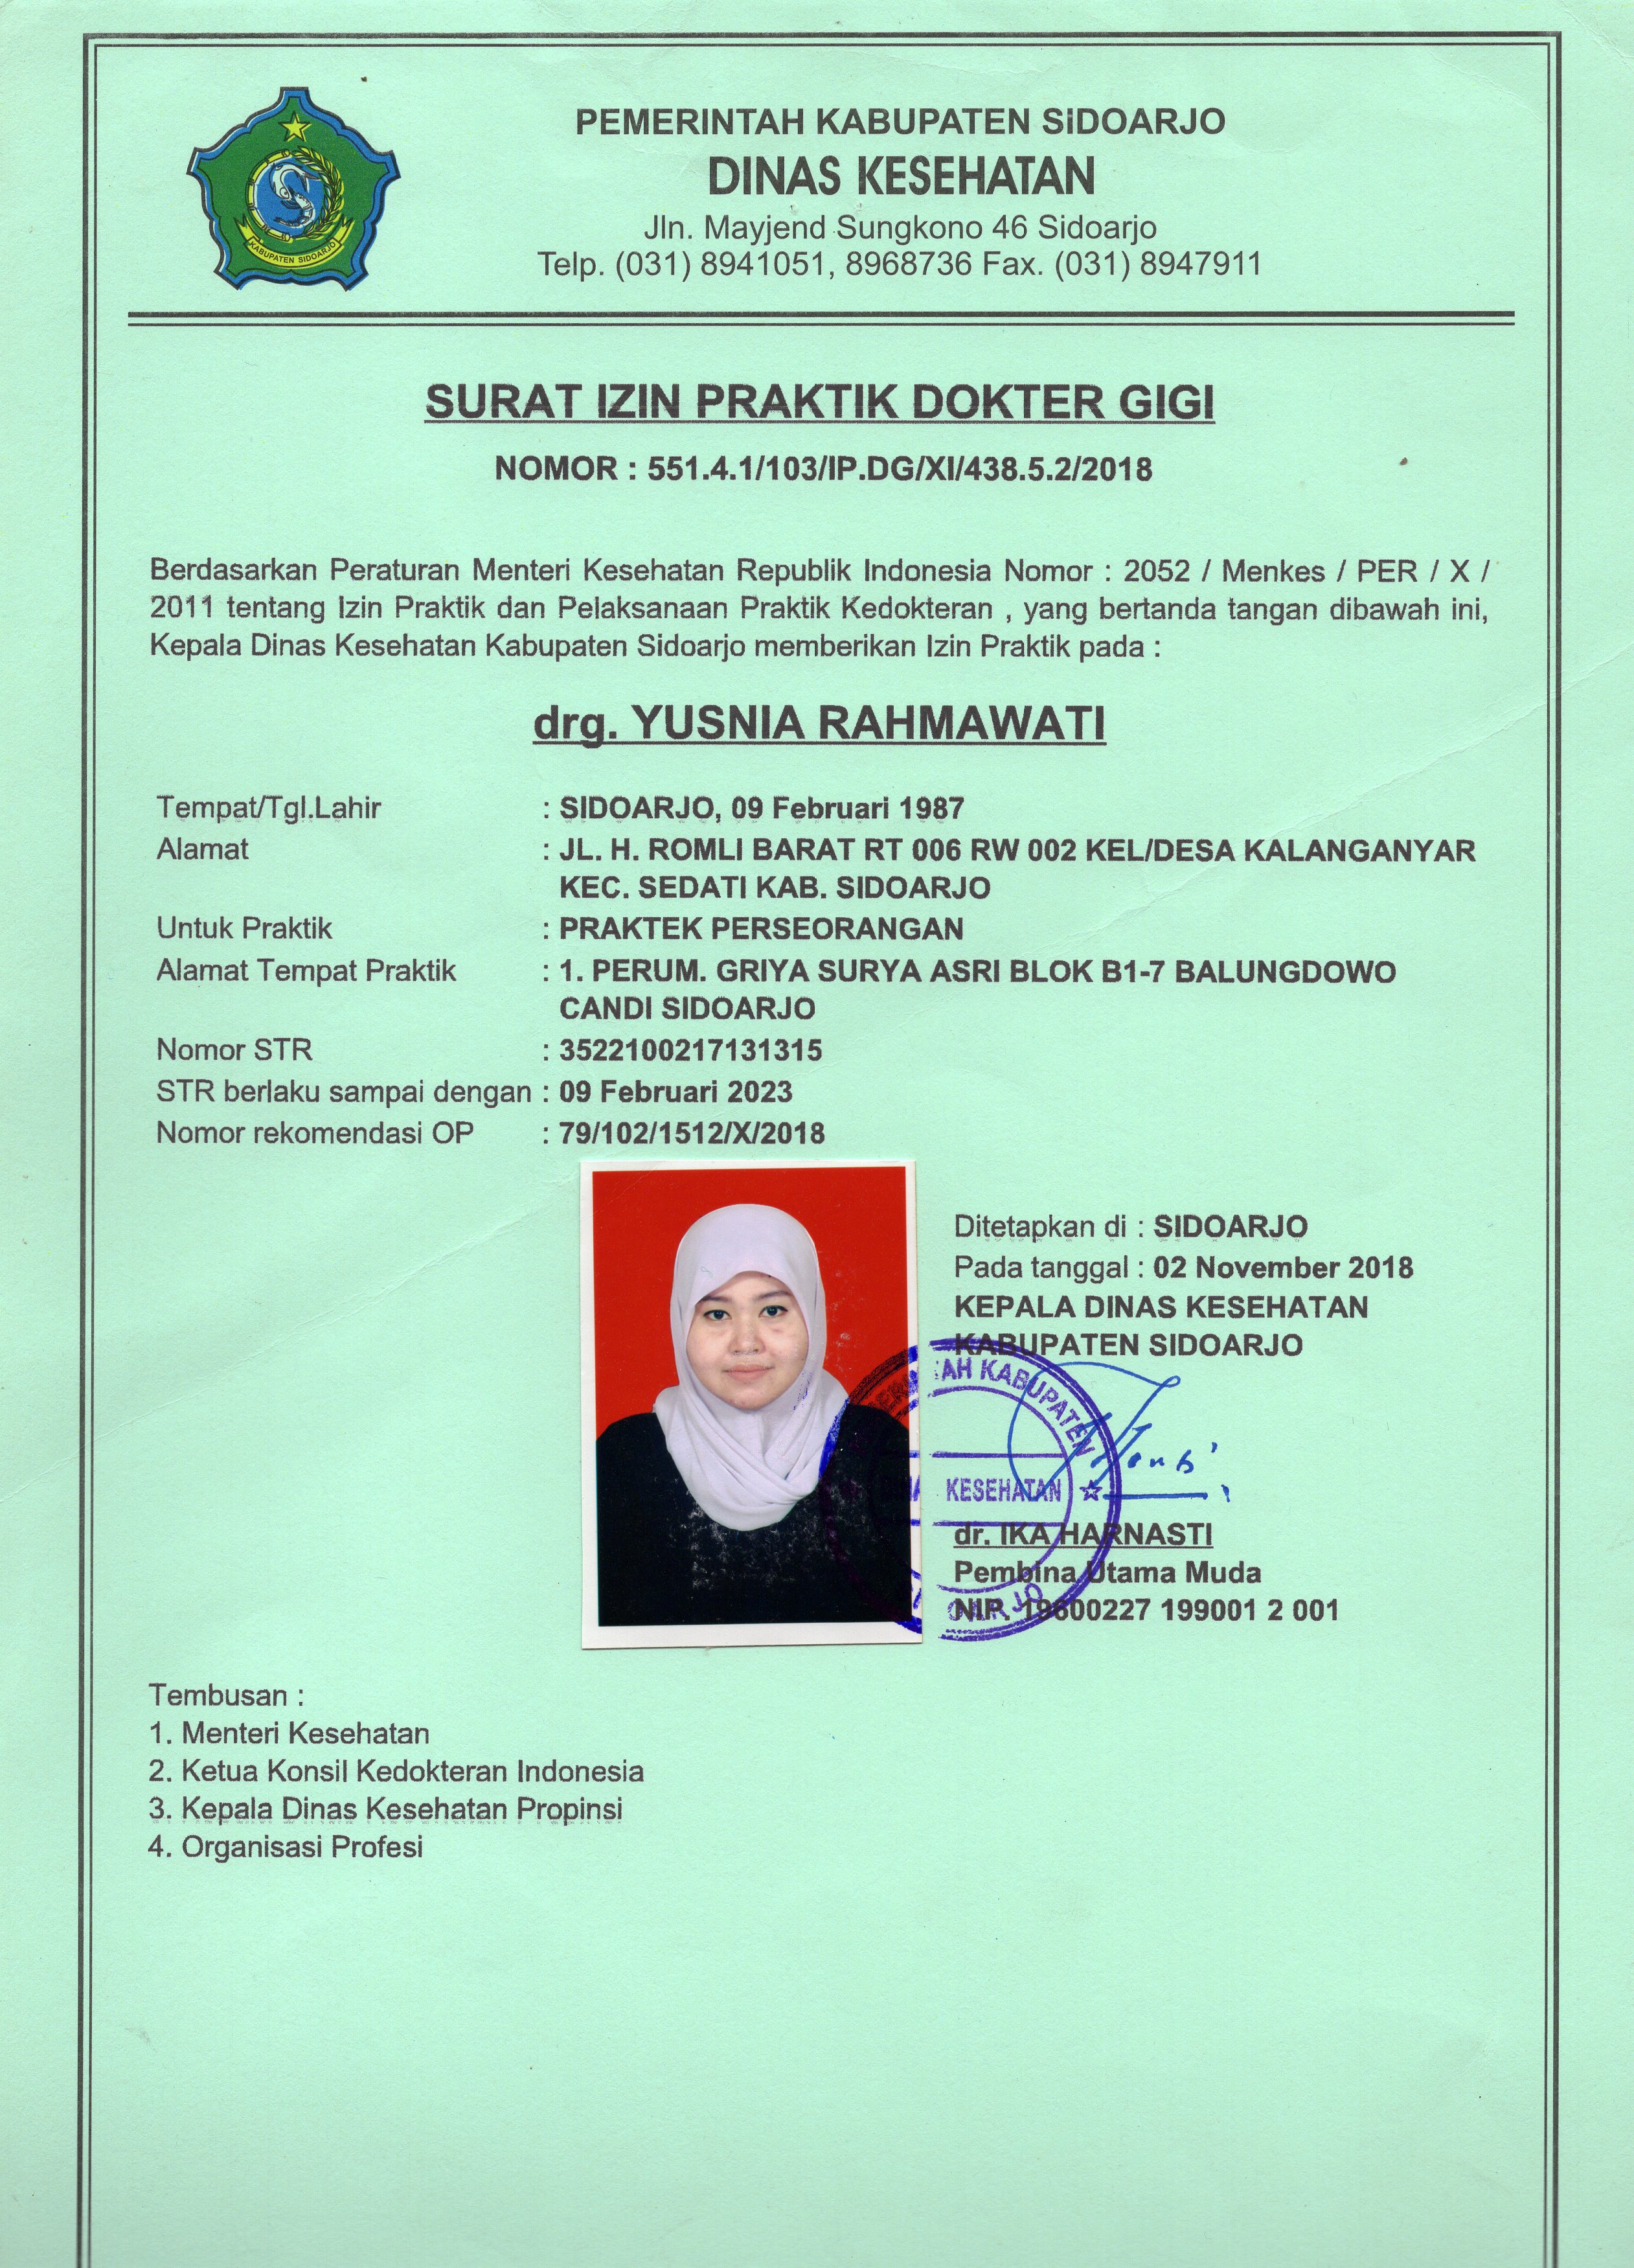 KABUPATEN SIDOARJO
PEMERINTAH KABUPATEN SIDOARJO
DINAS KESEHATAN
Jln. Mayjend Sungkono 46 Sidoarjo
Telp. (031) 8941051, 8968736 Fax. (031) 8947911
SURAT IZIN PRAKTIK DOKTER GIGI
NOMOR : 551.4.1/103/IP.DG/XI/438.5.2/2018
Berdasarkan Peraturan Menteri Kesehatan Republik Indonesia Nomor : 2052 / Menkes / PER / X /
2011 tentang Izin Praktik dan Pelaksanaan Praktik Kedokteran , yang bertanda tangan dibawah ini,
Kepala Dinas Kesehatan Kabupaten Sidoarjo memberikan Izin Praktik pada :
drg. YUSNIA RAHMAWATI
Tempat/Tgl.Lahir : SIDOARJO, 09 Februari 1987
Alamat : JL. H. ROMLI BARAT RT 006 RW 002 KEL/DESA KALANGANYAR
KEC. SEDATI KAB. SIDOARJO
Untuk Praktik : PRAKTEK PERSEORANGAN
Alamat Tempat Praktik : 1. PERUM. GRIYA SURYA ASRI BLOK B1-7 BALUNGDOWO
CANDI SIDOARJO
Nomor STR : 3522100217131315
STR berlaku sampai dengan : 09 Februari 2023
Nomor rekomendasi OP : 79/102/1512/X/2018
Ditetapkan di : SIDOARJO
Pada tanggal : 02 November 2018
KEPALA DINAS KESEHATAN
KABUPATEN SIDOARJO
KABUPATEN
KESEHATAN
dr. IKA HARNASTI
Pembina Utama Muda
NIP. 19600227 199001 2 001
Tembusan :
1. Menteri Kesehatan
2. Ketua Konsil Kedokteran Indonesia
3. Kepala Dinas Kesehatan Propinsi
4. Organisasi Profesi